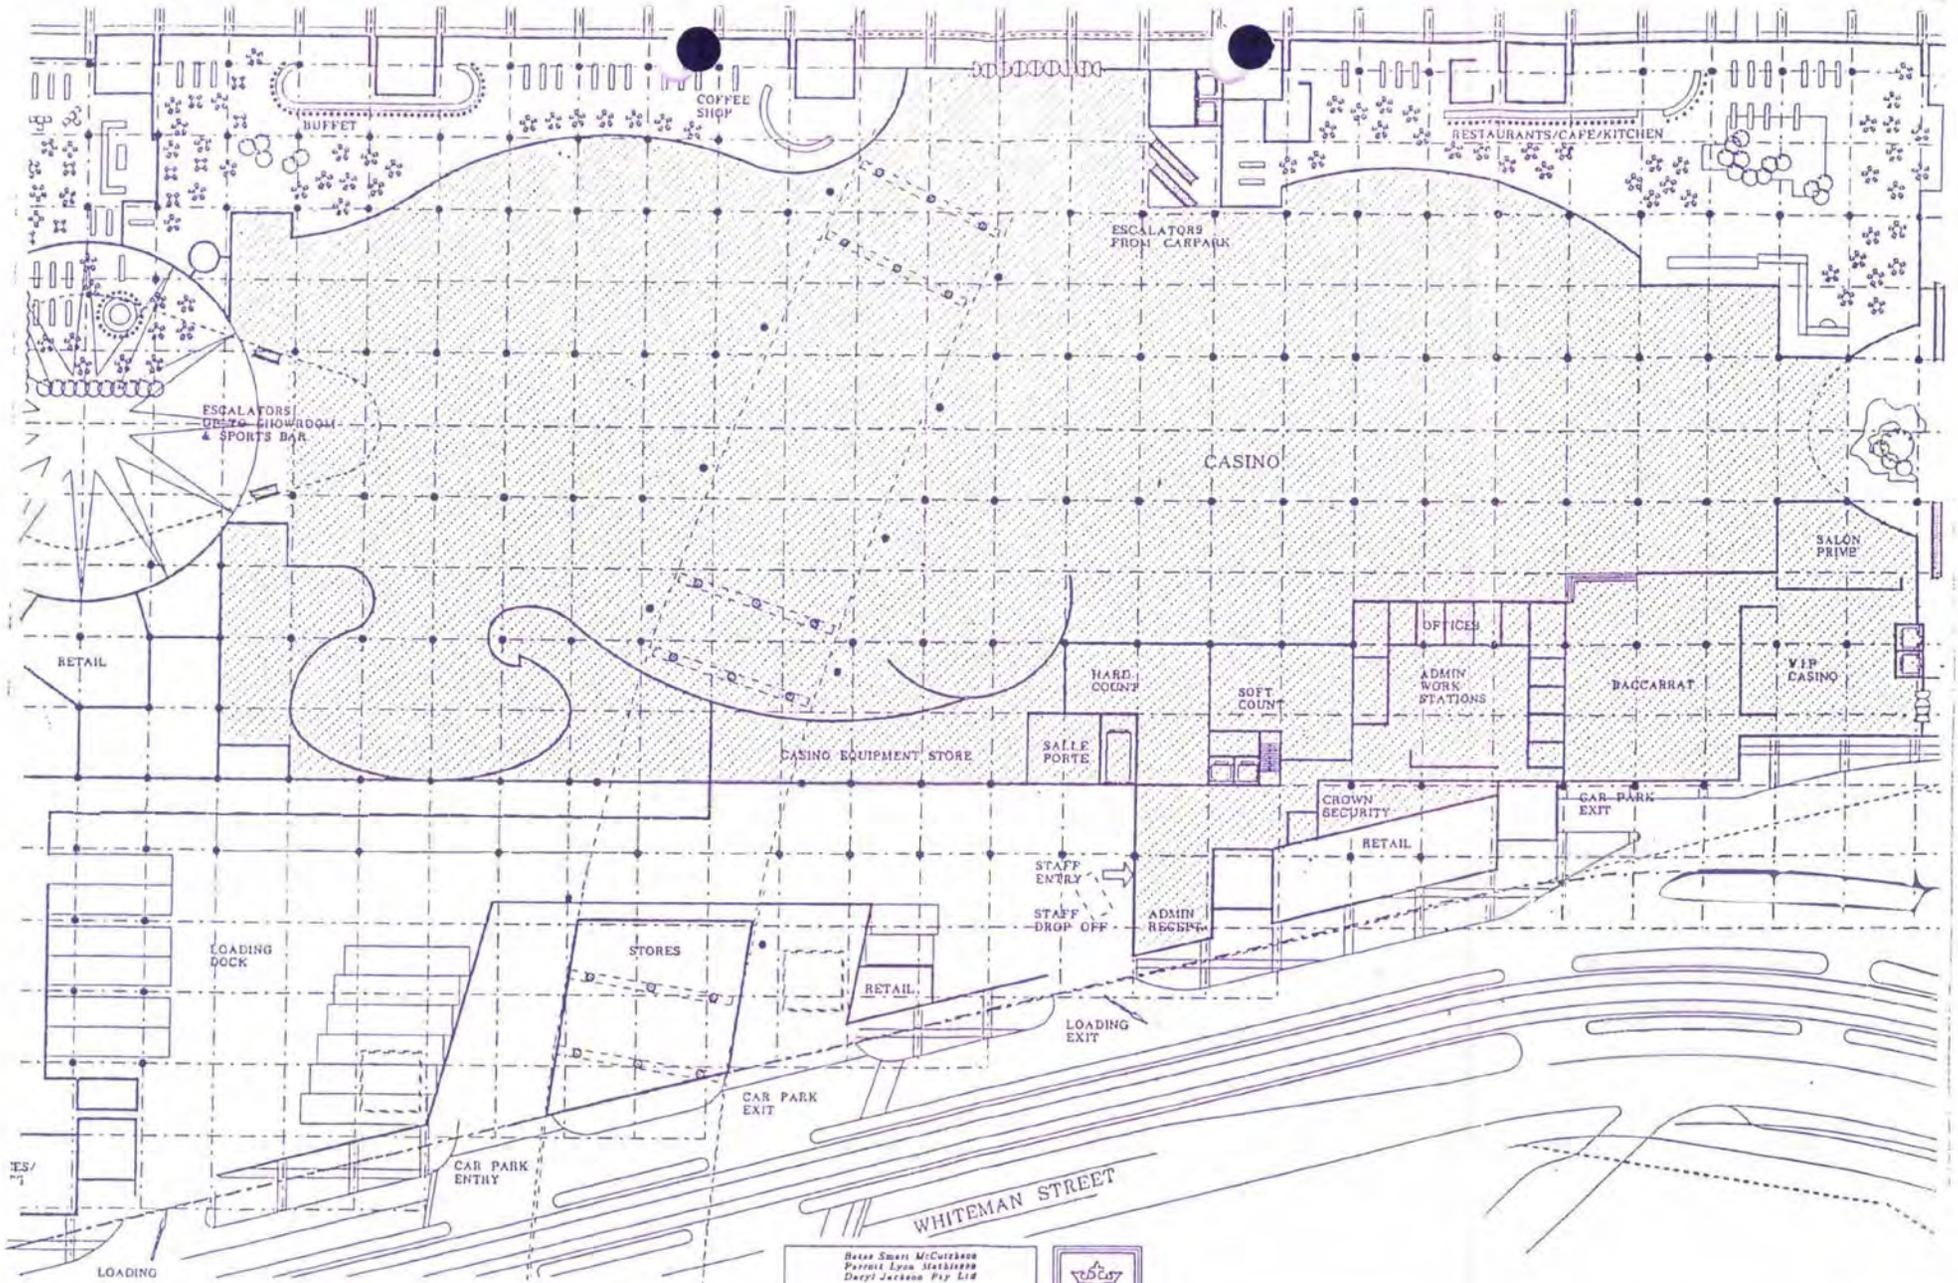 COFFEE
SHOP
BUFFET
RESTAURANTS/CAFE/KITCHEN
ESCALATORS
FROM CARPARK
ESCALATORS
UP TO SHOWROOM
& SPORTS BAR
CASINO
SALON
PRIVE
RETAIL
OFFICES
HARD
COUNT
SOFT
COUNT
ADMIN
WORK
STATIONS
BACCARRAT
V.I.P
CASINO
CASINO EQUIPMENT STORE
SALLE
PORTE
CROWN
SECURITY
CAR PARK
EXIT
RETAIL
STAFF
ENTRY
STAFF
DROP OFF
ADMIN
RECEPT.
LOADING
DOCK
STORES
RETAIL
LOADING
EXIT
CAR PARK
EXIT
CAR PARK
ENTRY
WHITEMAN STREET
LOADING
Bates Smart McCutcheon
Perrott Lyon Mathieson
Daryl Jackson Pty Ltd